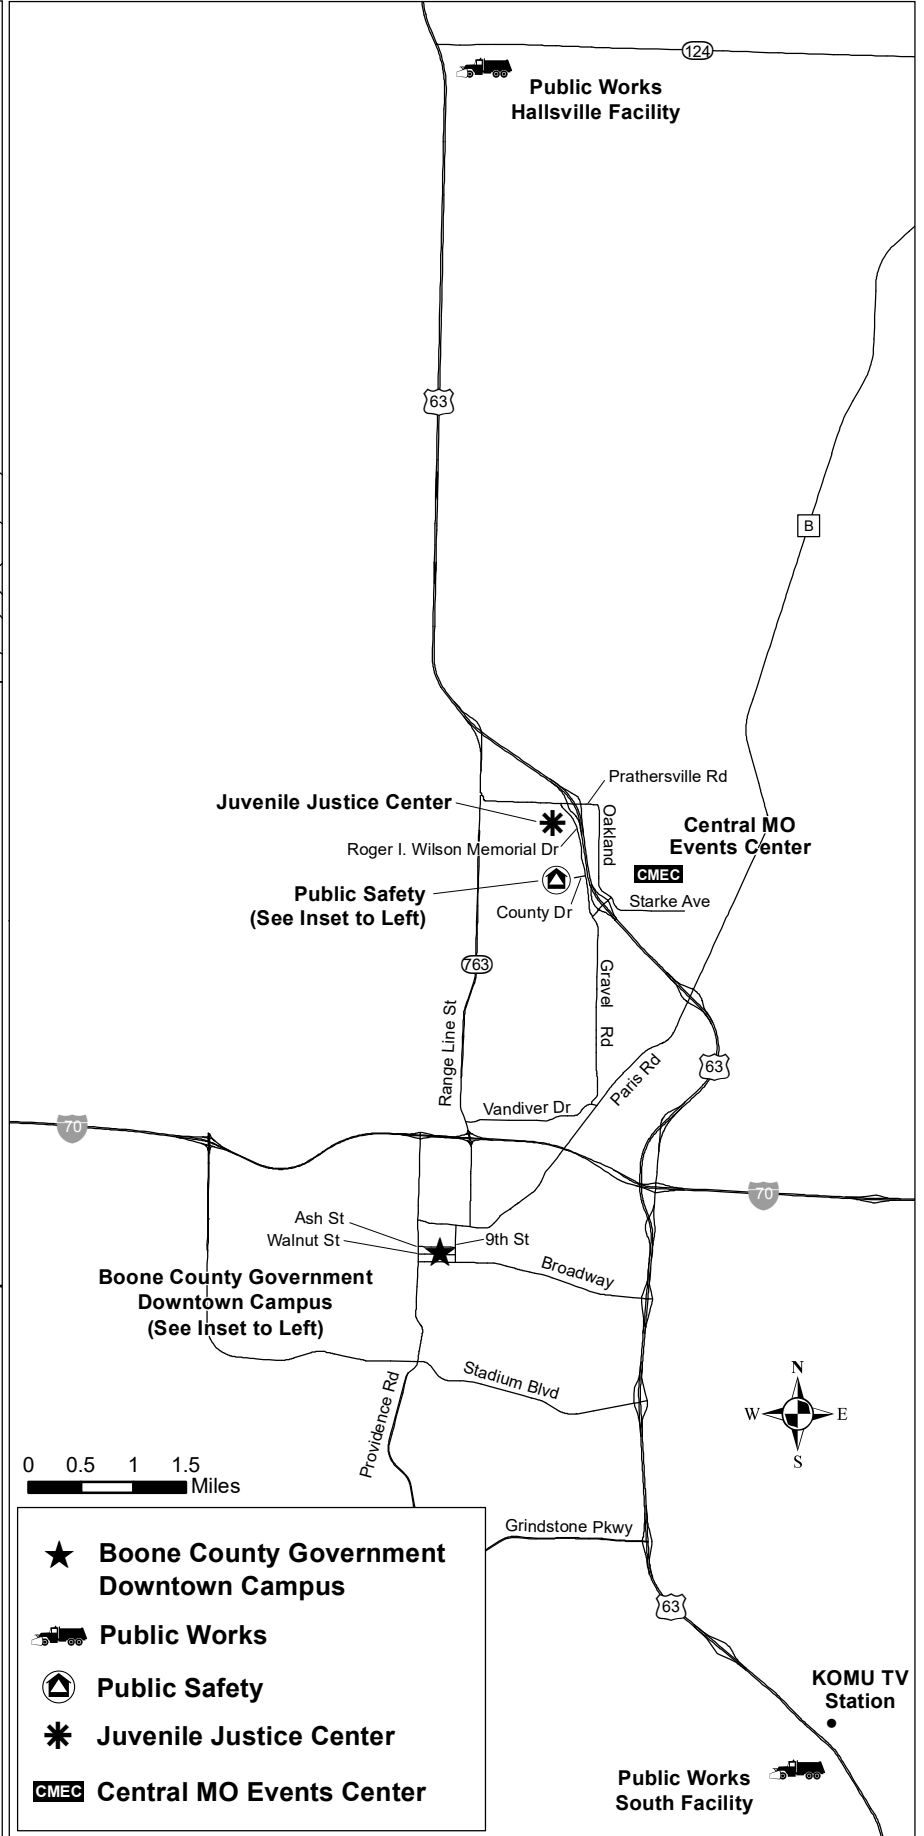 124
Public Works
Hallsville Facility
63
B
Prathersville Rd
Juvenile Justice Center
Oakland
Central MO
Events Center
Roger I. Wilson Memorial Dr
CMEC
Public Safety
(See Inset to Left)
Starke Ave
County Dr
763
Gravel Rd
Range Line St
Paris Rd
63
Vandiver Dr
70
70
Ash St
Walnut St
9th St
Broadway
Boone County Government
Downtown Campus
(See Inset to Left)
Stadium Blvd
Providence Rd
N
W E
S
0 0.5 1 1.5
Miles
Grindstone Pkwy
Boone County Government
Downtown Campus
Public Works
Public Safety
Juvenile Justice Center
CMEC Central MO Events Center
63
KOMU TV
Station
Public Works
South Facility